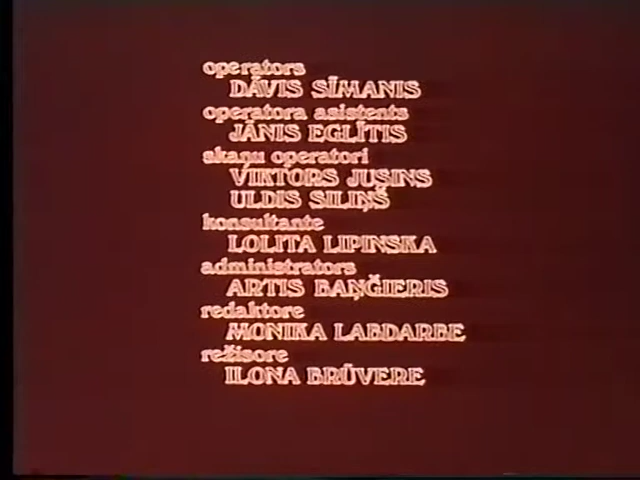 operators
DĀVIS SĪMANIS
operatora asistents
JĀNIS EGLĪTIS
skaņu operatori
VIKTORS JUŠINS
ULDIS SILIŅŠ
konsultante
LOLITA LIPINSKA
administrators
ARTIS BAŅĢIERIS
redaktore
MONIKA LABDARBE
režisore
ILONA BRŪVERE